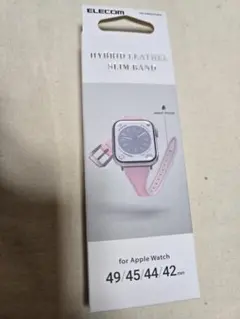 ELECOM
HYBRID LEATHER
SLIM BAND
for Apple Watch
49/45/44/42mm